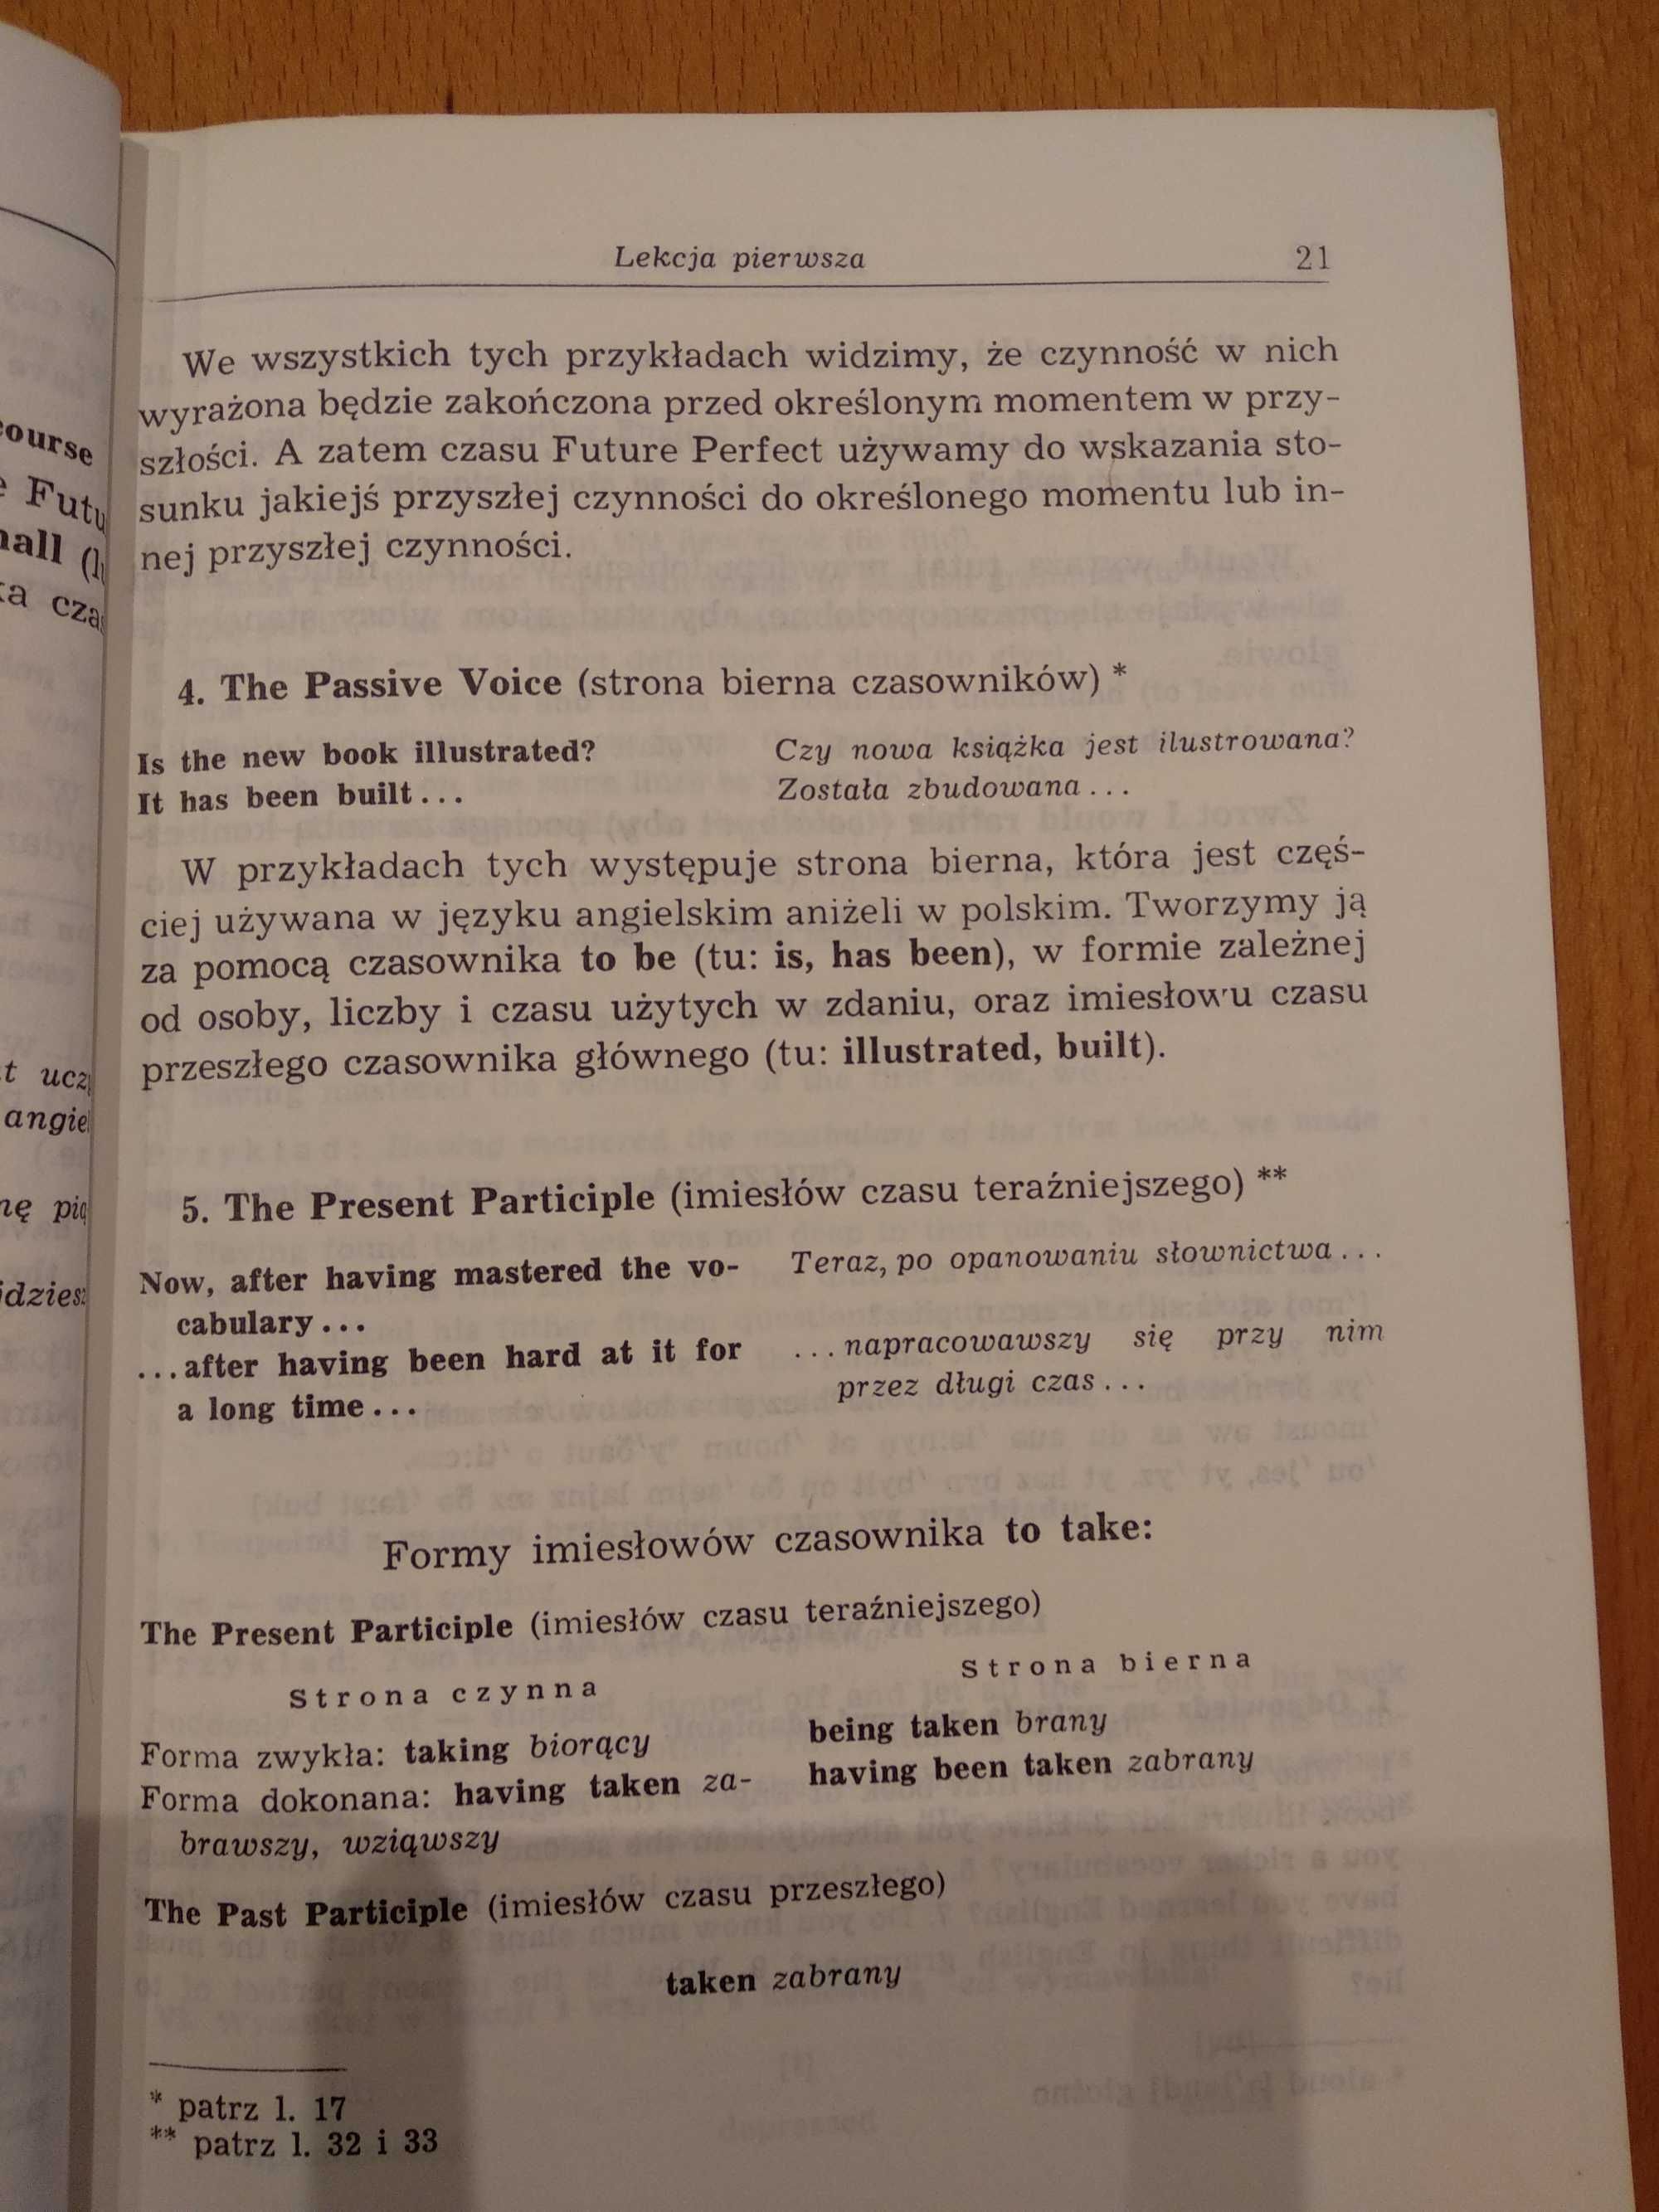 Lekcja pierwsza 21
We wszystkich tych przykładach widzimy, że czynność w nich
wyrażona będzie zakończona przed określonym momentem w przy-
szłości. A zatem czasu Future Perfect używamy do wskazania sto-
sunku jakiejś przyszłej czynności do określonego momentu lub in-
nej przyszłej czynności.
4. The Passive Voice (strona bierna czasowników) *
Is the new book illustrated? Czy nowa książka jest ilustrowana?
It has been built... Została zbudowana...
W przykładach tych występuje strona bierna, która jest częś-
ciej używana w języku angielskim aniżeli w polskim. Tworzymy ją
za pomocą czasownika to be (tu: is, has been), w formie zależnej
od osoby, liczby i czasu użytych w zdaniu, oraz imiesłowu czasu
przeszłego czasownika głównego (tu: illustrated, built).
5. The Present Participle (imiesłów czasu teraźniejszego) **
Now, after having mastered the vo- Teraz, po opanowaniu słownictwa...
cabulary...
...after having been hard at it for ...napracowawszy się przy nim
a long time... przez długi czas...
Formy imiesłowów czasownika to take:
The Present Participle (imiesłów czasu teraźniejszego)
Strona czynna Strona bierna
Forma zwykła: taking biorący being taken brany
Forma dokonana: having taken za- having been taken zabrany
brawszy, wziąwszy
The Past Participle (imiesłów czasu przeszłego)
taken zabrany
* patrz l. 17
** patrz l. 32 i 33